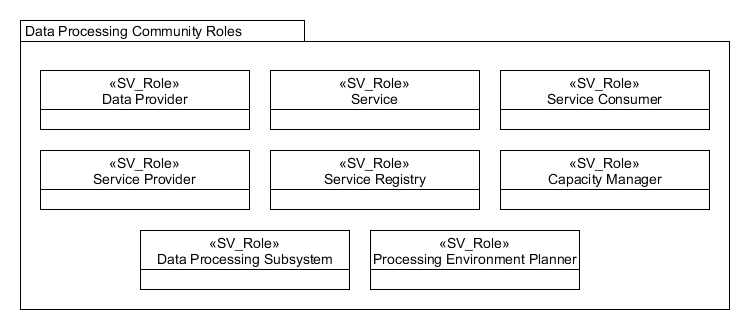 Data Processing Community Roles
«SV_Role» «SV_Role» «SV_Role»
Data Provider Service Service Consumer
«SV_Role» «SV_Role» «SV_Role»
Service Provider Service Registry Capacity Manager
«SV_Role» «SV_Role»
Data Processing Subsystem Processing Environment Planner